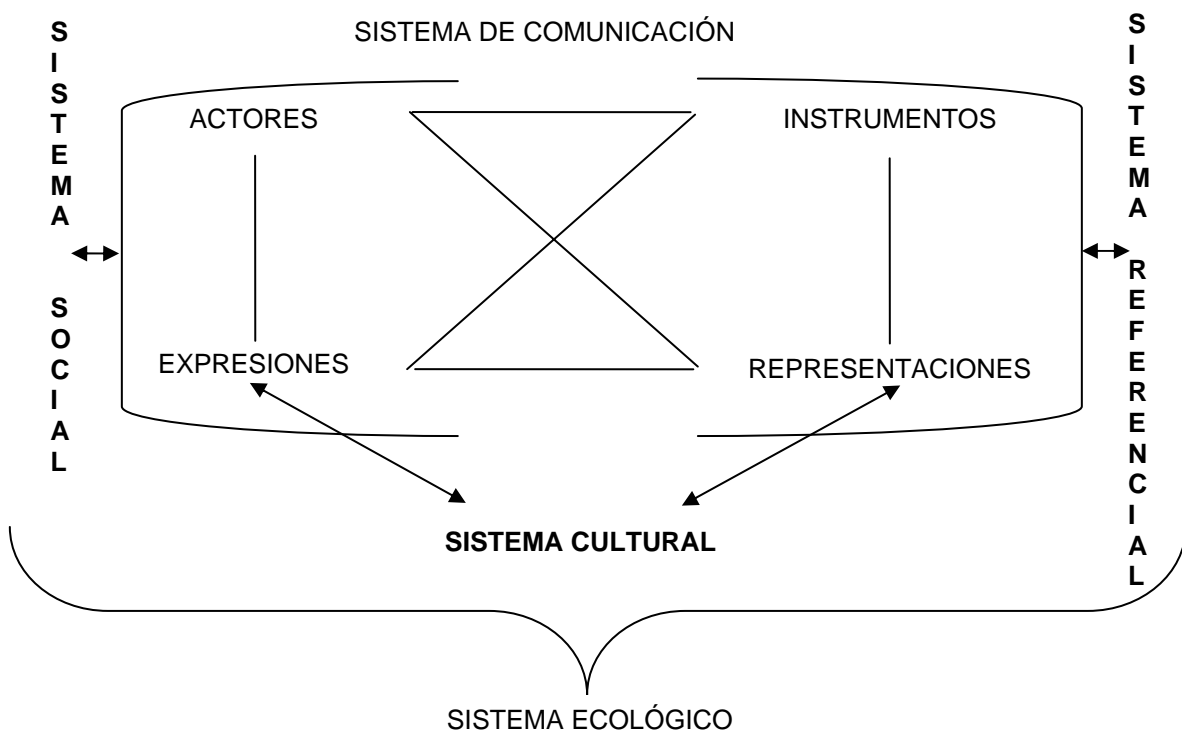 SISTEMA DE COMUNICACIÓN
SISTEMA SOCIAL
ACTORES
INSTRUMENTOS
EXPRESIONES
REPRESENTACIONES
SISTEMA REFERENCIAL
SISTEMA CULTURAL
SISTEMA ECOLÓGICO